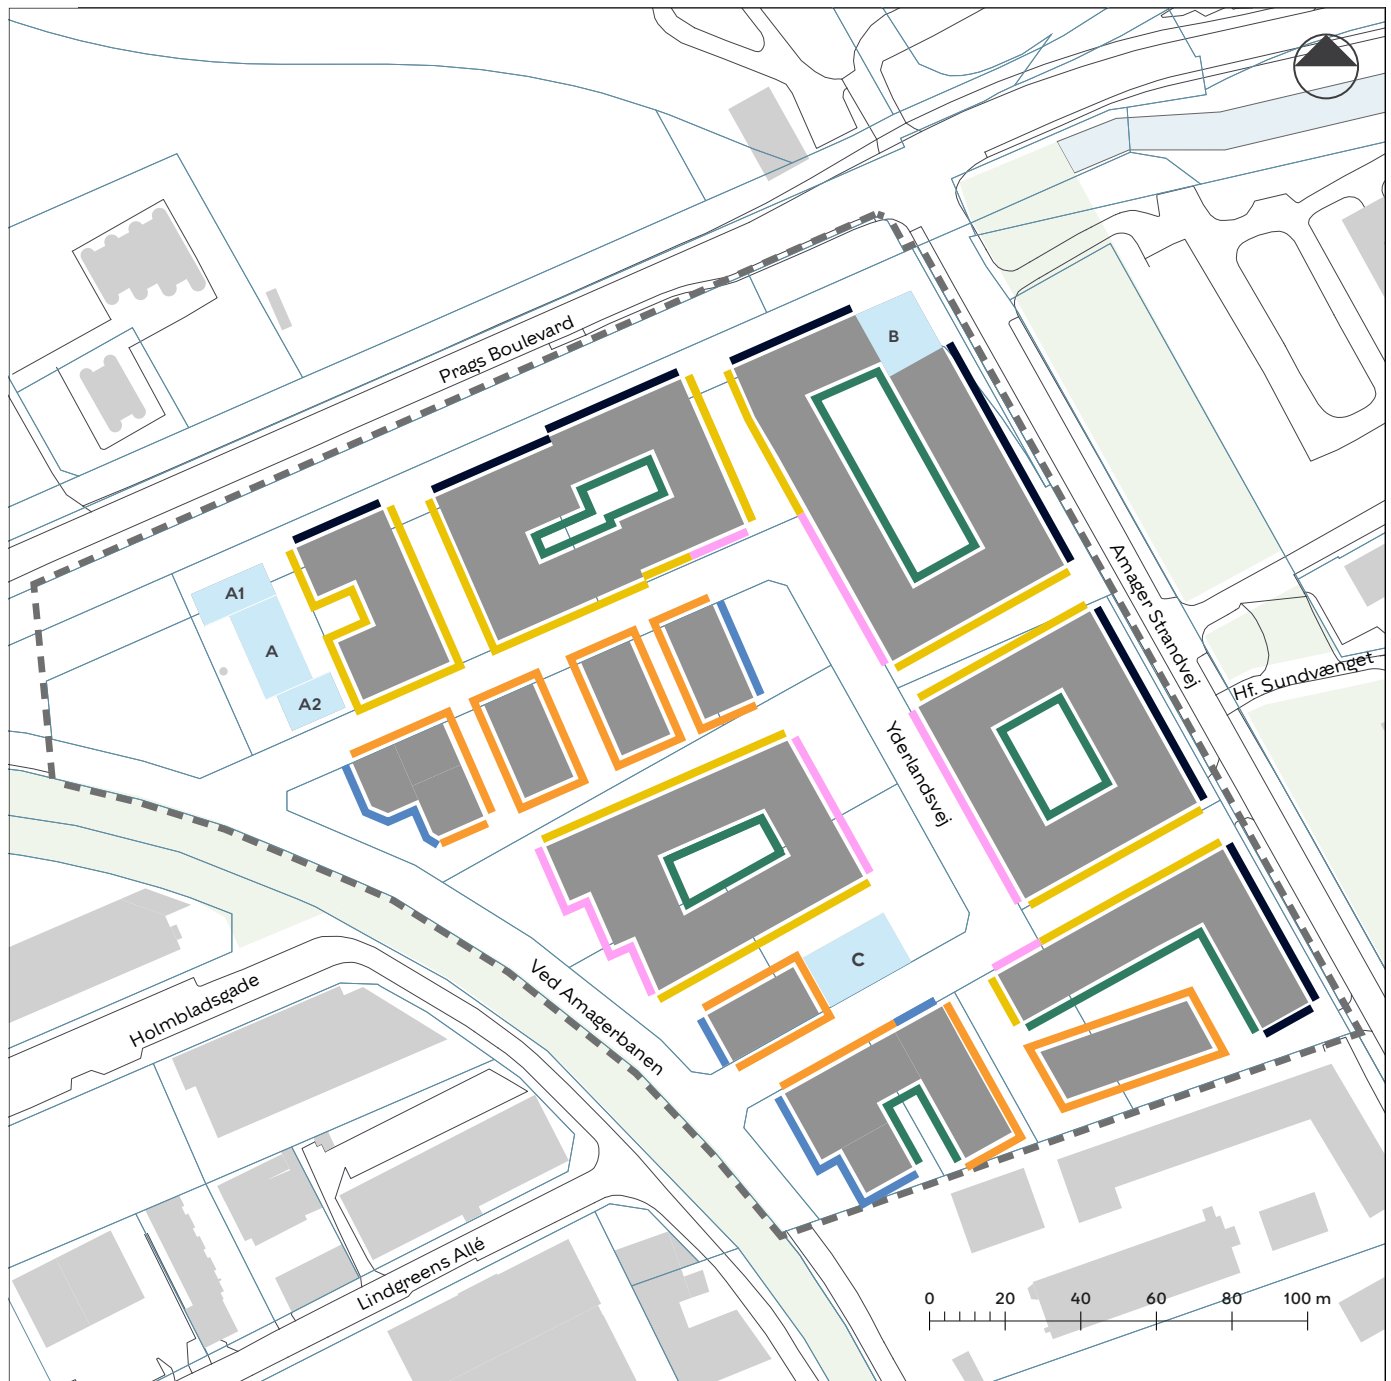 B
Prags Boulevard
A1
A
A2
Amager Strandvej
Hf. Sundvænget
Yderlandsvej
C
Ved Amagerbanen
Holmbladsgade
Lindgreens Allé
0 20 40 60 80 100 m